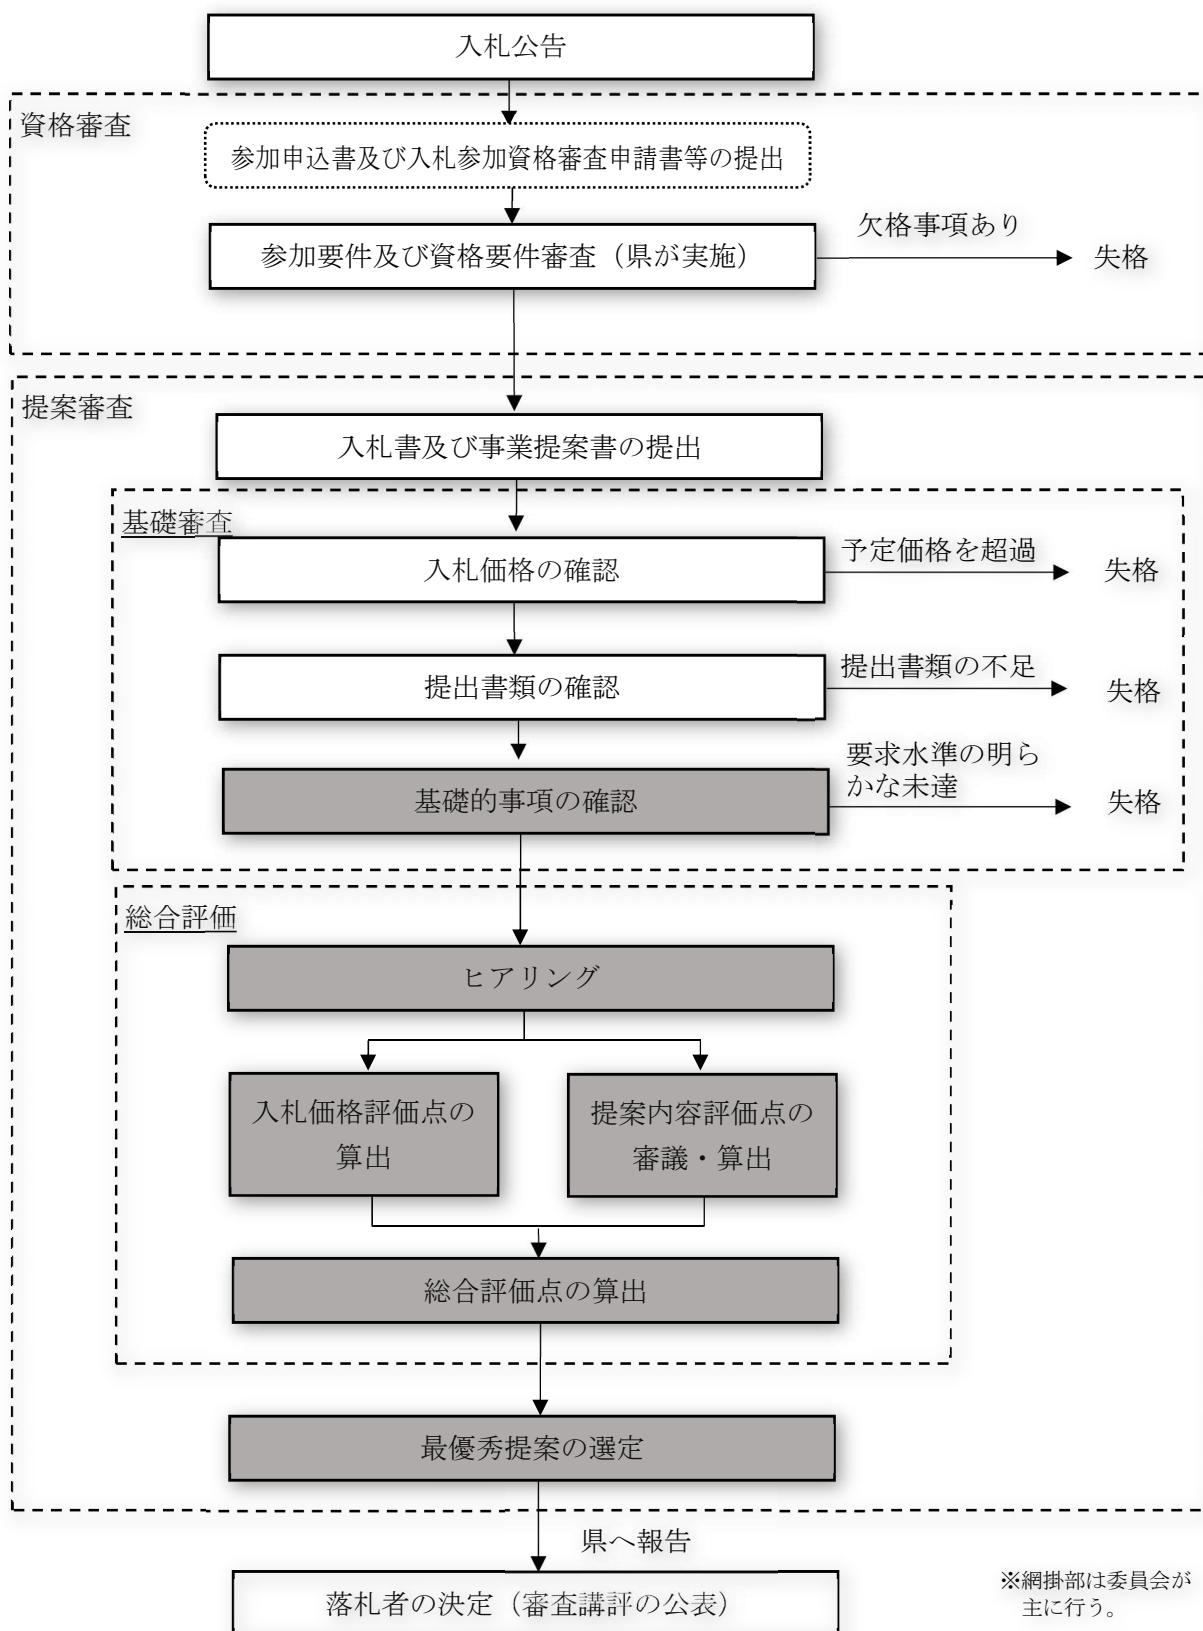 入札公告
資格審査
参加申込書及び入札参加資格審査申請書等の提出
参加要件及び資格要件審査（県が実施）
欠格事項あり
失格
提案審査
入札書及び事業提案書の提出
基礎審査
入札価格の確認
予定価格を超過
失格
提出書類の確認
提出書類の不足
失格
基礎的事項の確認
要求水準の明ら
かな未達
失格
総合評価
ヒアリング
入札価格評価点の
算出
提案内容評価点の
審議・算出
総合評価点の算出
最優秀提案の選定
県へ報告
落札者の決定（審査講評の公表）
※網掛部は委員会が
主に行う。